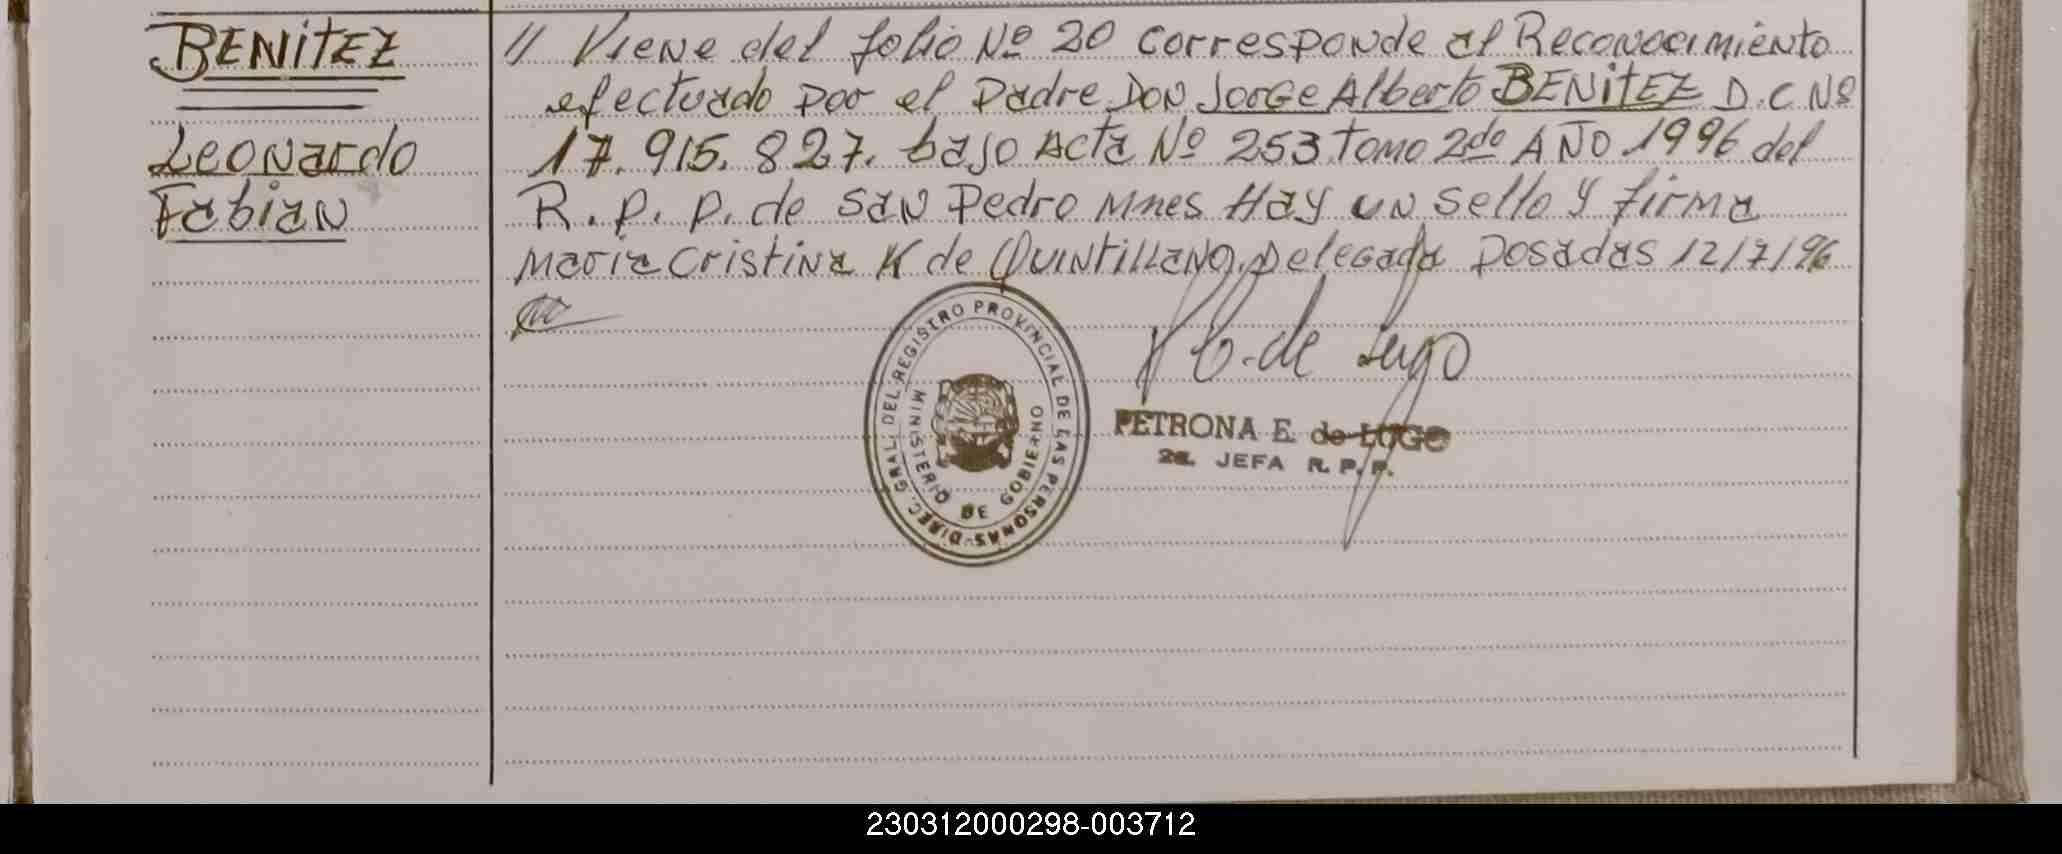 BENITEZ
Leonardo
Fabian
// Viene del folio Nº 20 corresponde al Reconocimiento
efectuado por el Padre Don Jorge Alberto BENITEZ D.C Nº
17.915.827. bajo Acta Nº 253 tomo 2do AÑO 1996 del
R.P.P. de San Pedro Mnes Hay un sello y firma
Maria Cristina K de Quintillano. Delegada Posadas 12/7/96
DIREC. GRAL. DEL REGISTRO PROVINCIAL DE LAS PERSONAS-
MINISTERIO DE GOBIERNO
de Lugo
PETRONA E. de LUGO
2a. JEFA R.P.P.
230312000298-003712